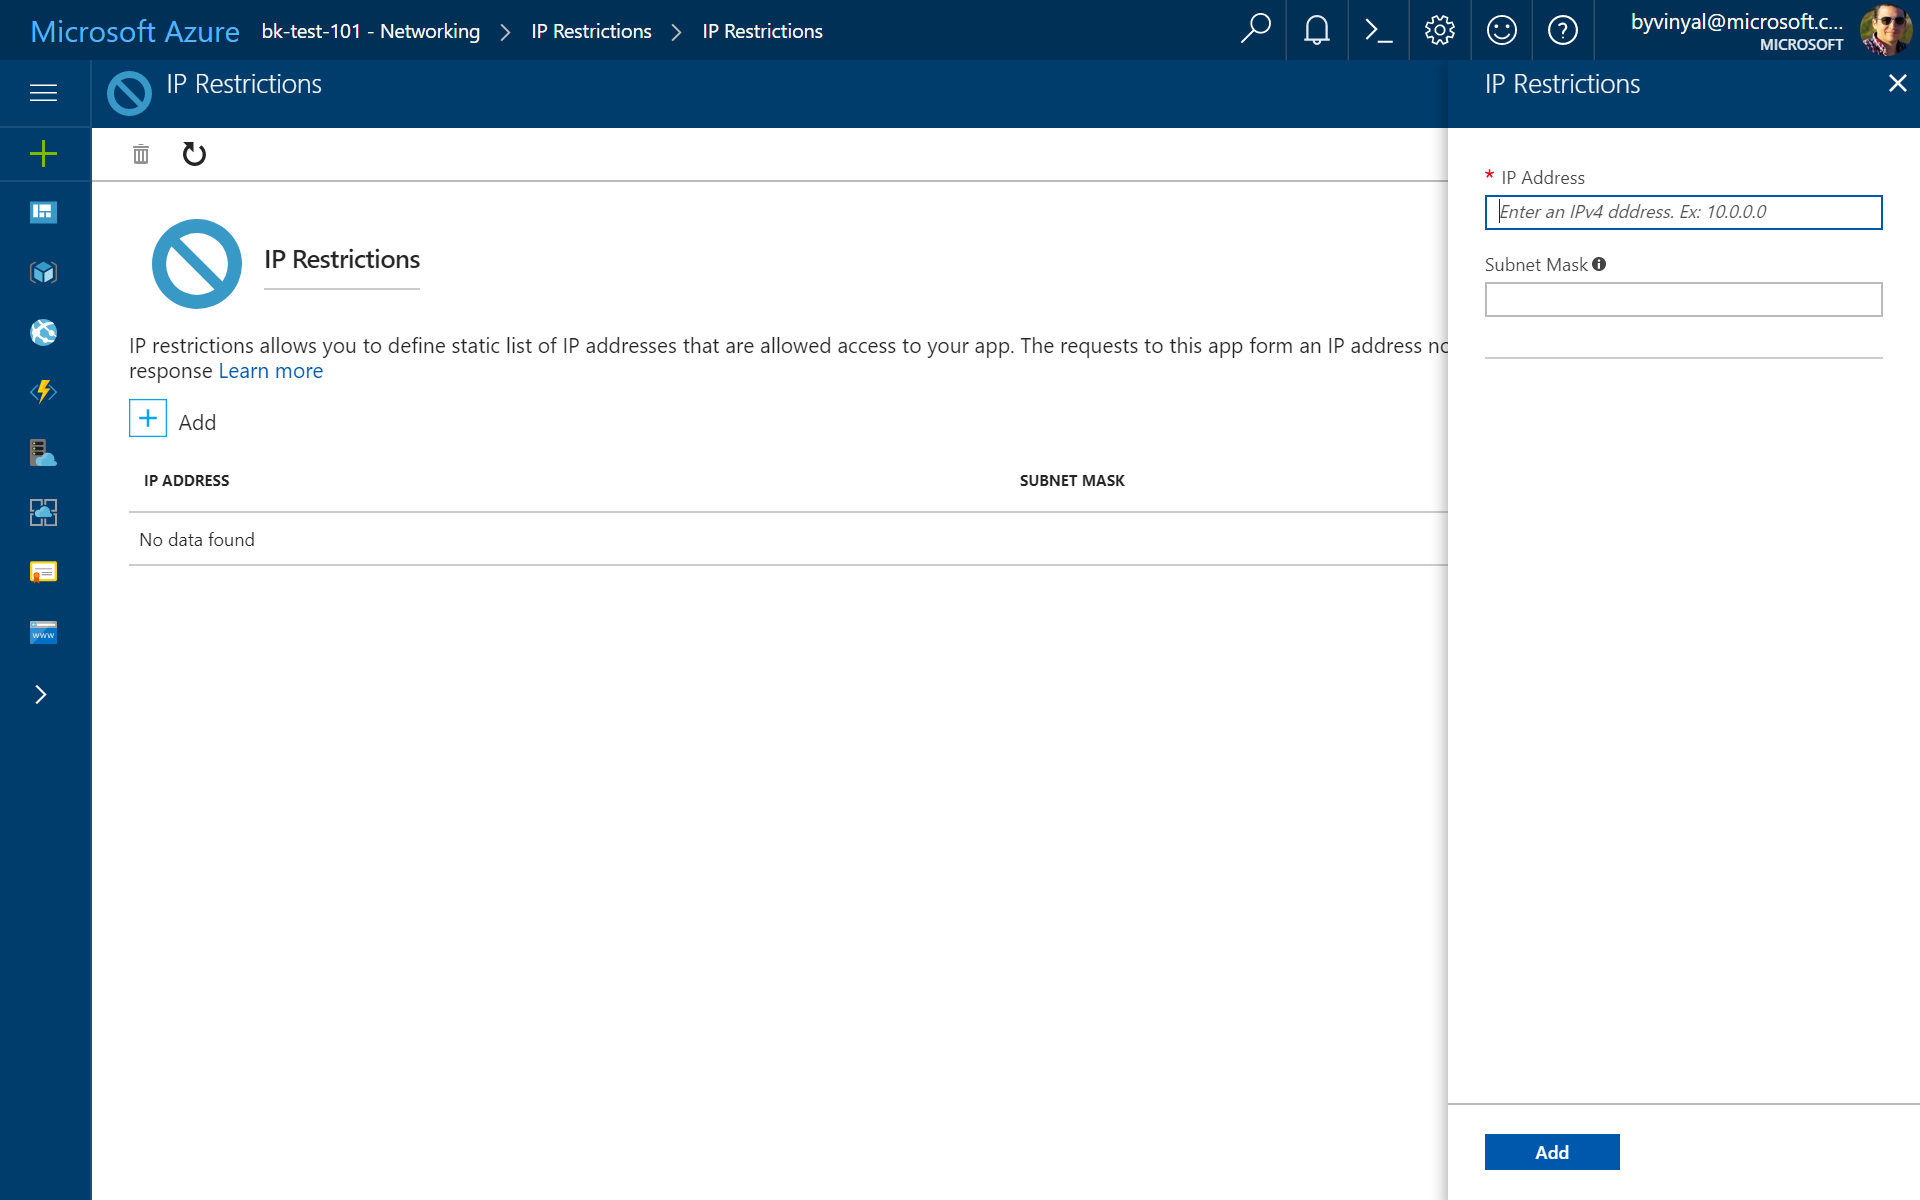 Microsoft Azure bk-test-101 - Networking > IP Restrictions > IP Restrictions
byvinyal@microsoft.c...
MICROSOFT
IP Restrictions
IP Restrictions
IP Restrictions
IP restrictions allows you to define static list of IP addresses that are allowed access to your app. The requests to this app form an IP address
response Learn more
Add
IP ADDRESS SUBNET MASK
No data found
* IP Address
Enter an IPv4 dddress. Ex: 10.0.0.0
Subnet Mask
Add
www